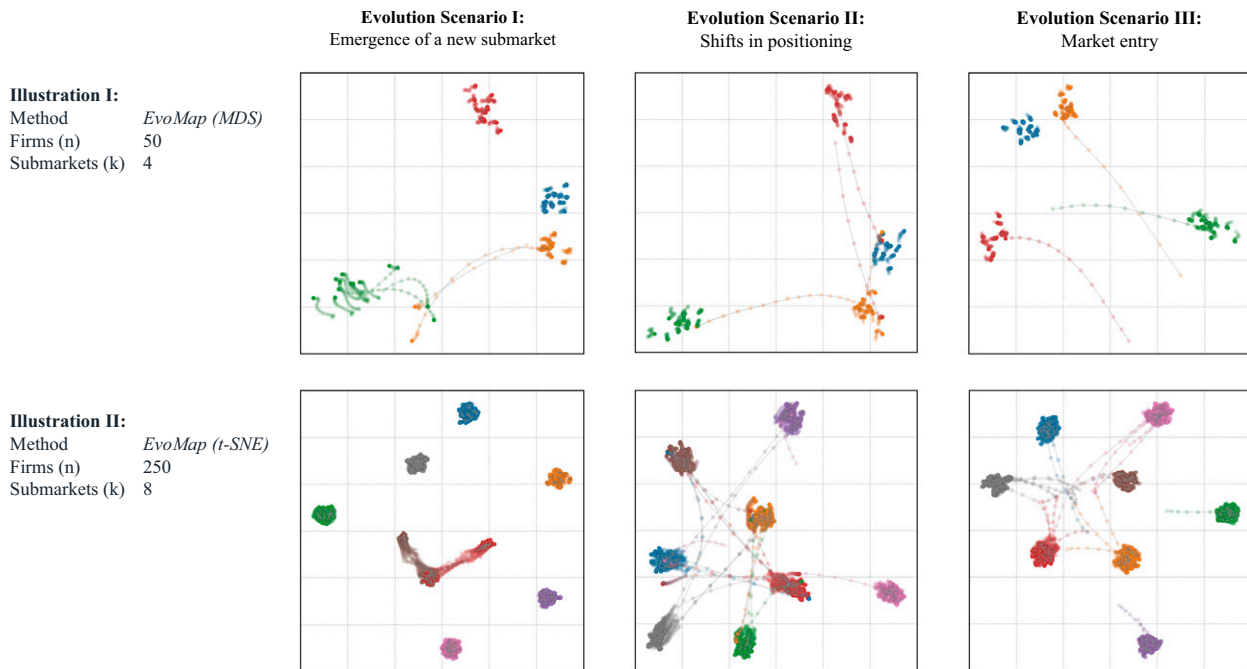 Evolution Scenario I:
Emergence of a new submarket
Evolution Scenario II:
Shifts in positioning
Evolution Scenario III:
Market entry
Illustration I:
Method EvoMap (MDS)
Firms (n) 50
Submarkets (k) 4
Illustration II:
Method EvoMap (t-SNE)
Firms (n) 250
Submarkets (k) 8